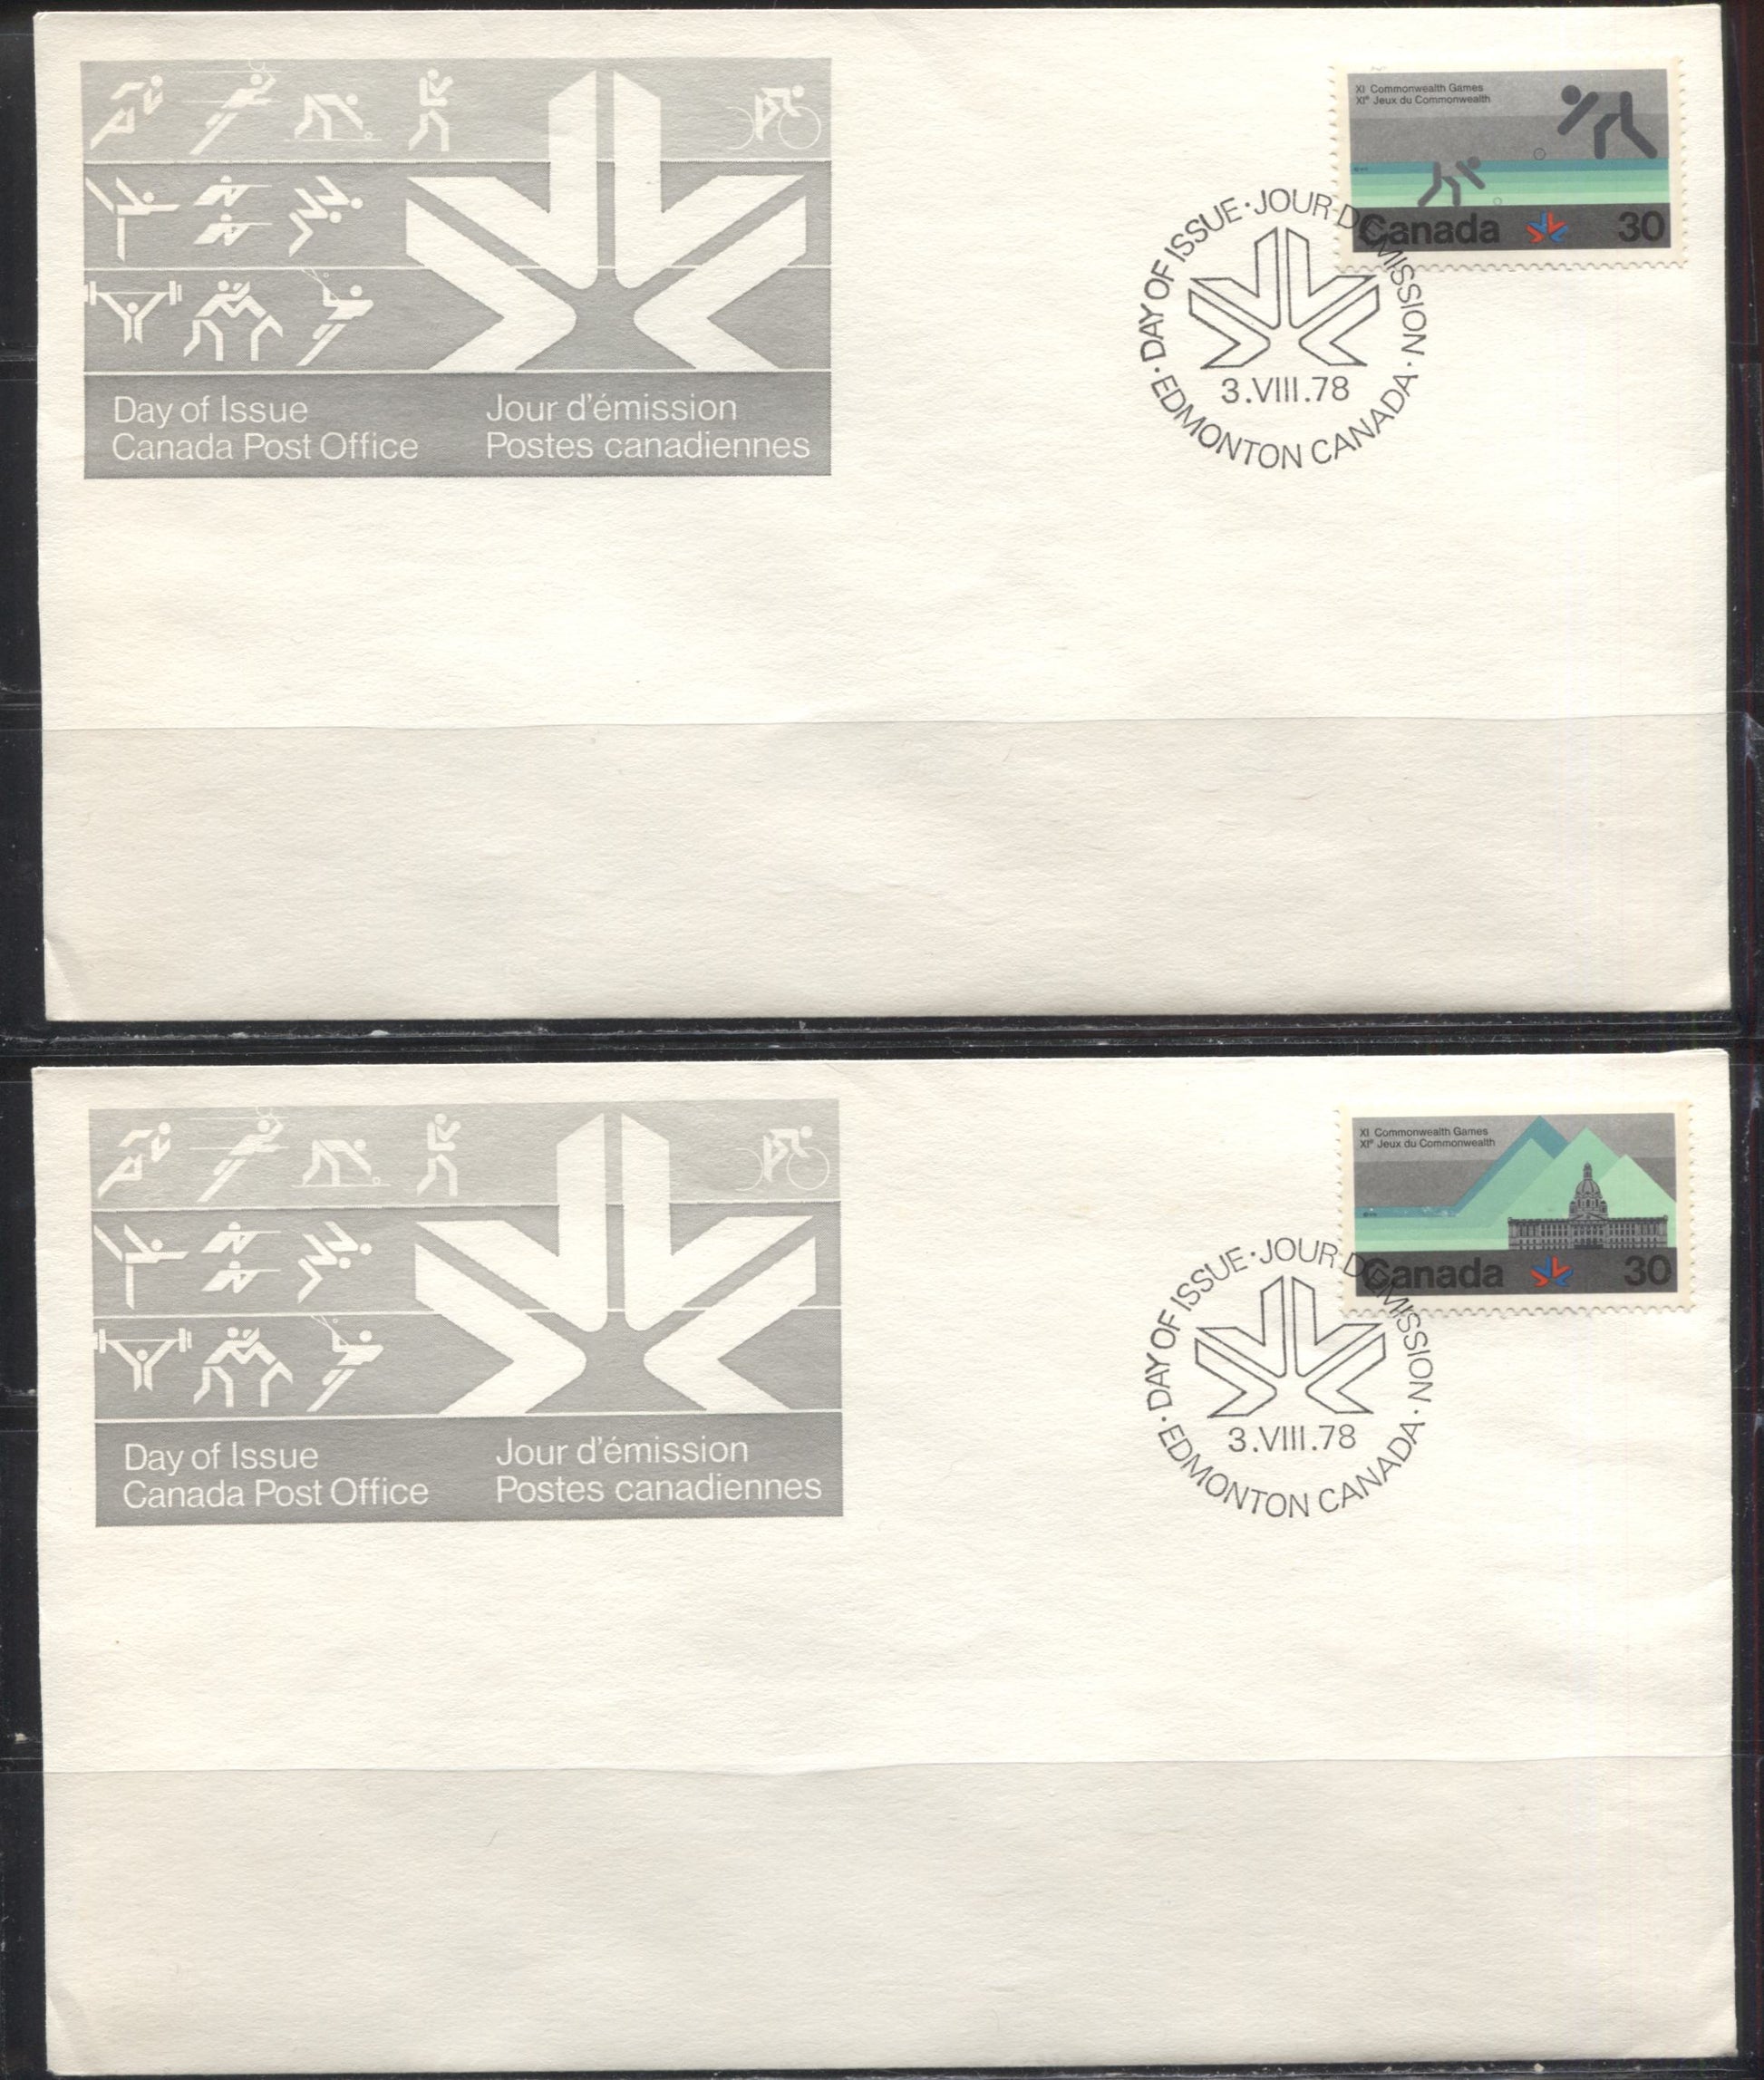 XI Commonwealth Games
XIe Jeux du Commonwealth
Canada 30
· DAY OF ISSUE · JOUR D'ÉMISSION ·
3.VIII.78
EDMONTON CANADA
Day of Issue
Canada Post Office
Jour d'émission
Postes canadiennes
XI Commonwealth Games
XIe Jeux du Commonwealth
Canada 30
· DAY OF ISSUE · JOUR D'ÉMISSION ·
3.VIII.78
EDMONTON CANADA
Day of Issue
Canada Post Office
Jour d'émission
Postes canadiennes